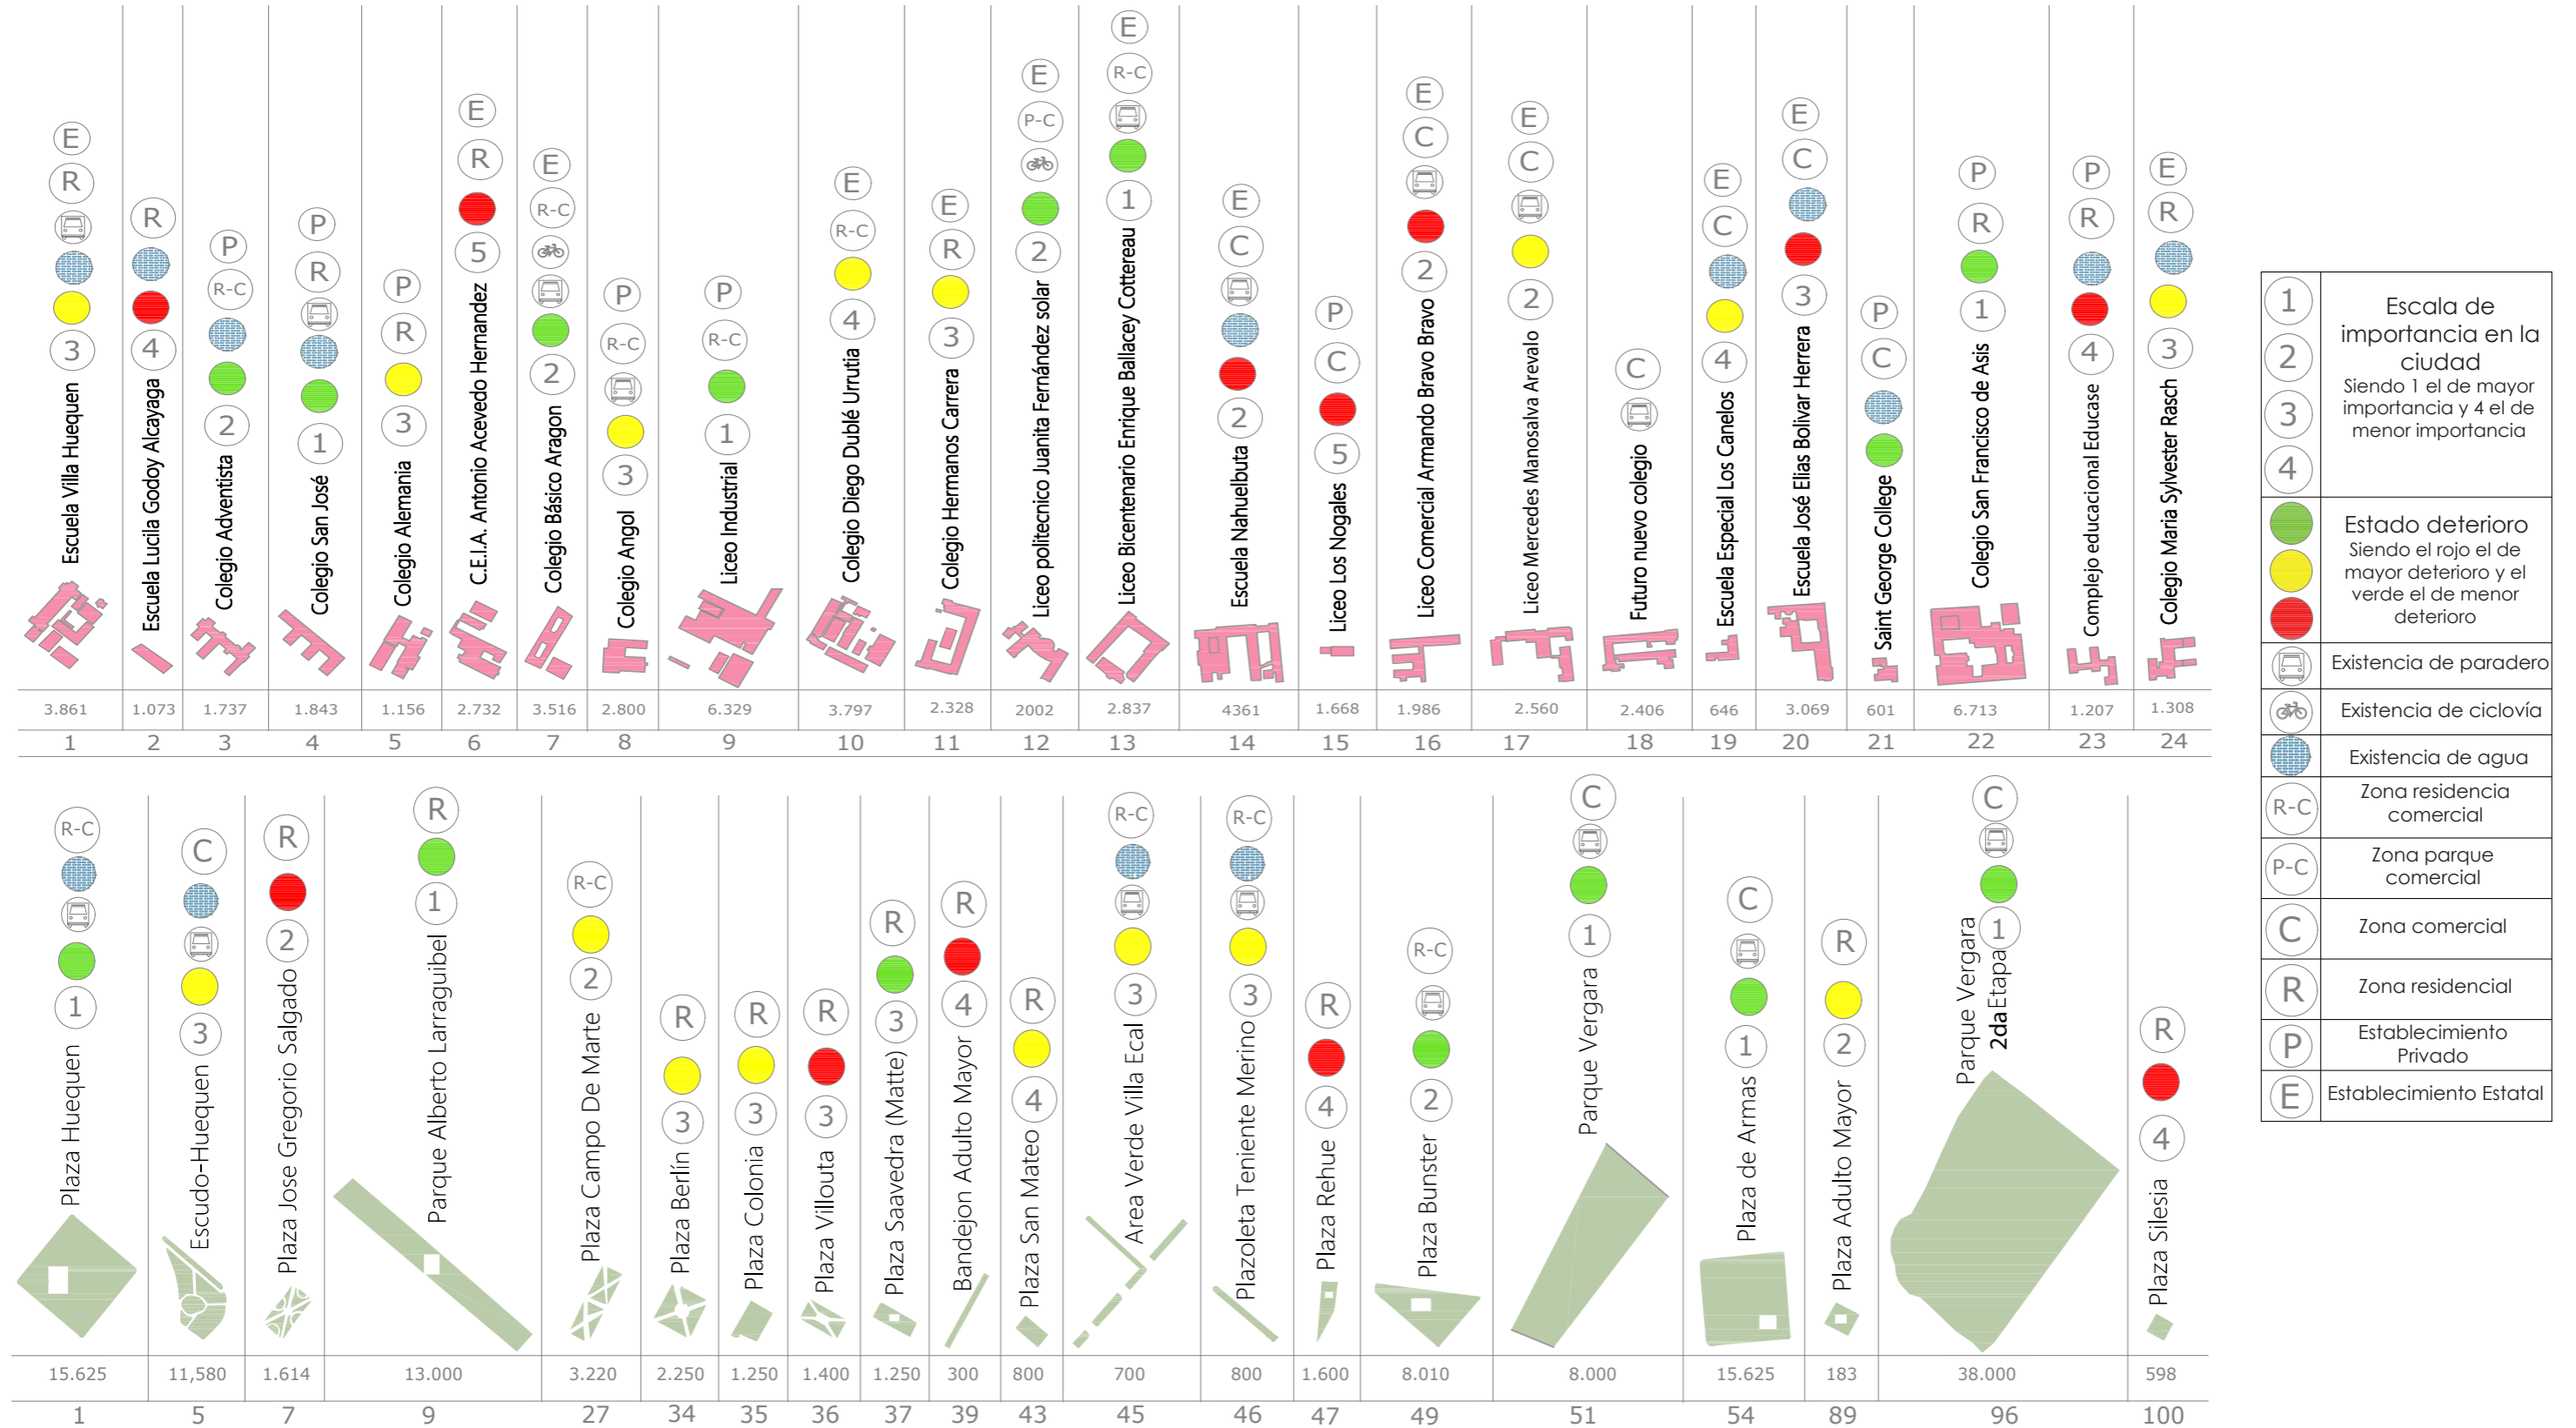 E
R
3
Escuela Villa Huequen
3.861
1
R
4
Escuela Lucila Godoy Alcayaga
1.073
2
P
R-C
2
Colegio Adventista
1.737
3
P
R
1
Colegio San José
1.843
4
P
R
3
Colegio Alemania
1.156
5
E
R
5
C.E.I.A. Antonio Acevedo Hernandez
2.732
6
E
R-C
2
Colegio Básico Aragon
3.516
7
P
R-C
3
Colegio Angol
2.800
8
P
R-C
1
Liceo Industrial
6.329
9
E
R-C
4
Colegio Diego Dublé Urrutia
3.797
10
E
R
3
Colegio Hermanos Carrera
2.328
11
E
P-C
2
Liceo politecnico Juanita Fernández solar
2002
12
E
R-C
1
Liceo Bicentenario Enrique Ballacey Cottereau
2.837
13
E
C
2
Escuela Nahuelbuta
4361
14
P
C
5
Liceo Los Nogales
1.668
15
E
C
2
Liceo Comercial Armando Bravo Bravo
1.986
16
E
C
2
Liceo Mercedes Manosalva Arevalo
2.560
17
C
Futuro nuevo colegio
2.406
18
E
C
4
Escuela Especial Los Canelos
646
19
E
C
3
Escuela José Elias Bolivar Herrera
3.069
20
P
C
Saint George College
601
21
P
R
1
Colegio San Francisco de Asis
6.713
22
P
R
4
Complejo educacional Educase
1.207
23
E
R
3
Colegio Maria Sylvester Rasch
1.308
24
R-C
1
Plaza Huequen
15.625
1
C
3
Escudo-Huequen
11,580
5
R
2
Plaza Jose Gregorio Salgado
1.614
7
R
1
Parque Alberto Larraguibel
13.000
9
R-C
2
Plaza Campo De Marte
3.220
27
R
3
Plaza Berlín
2.250
34
R
3
Plaza Colonia
1.250
35
R
3
Plaza Villouta
1.400
36
R
3
Plaza Saavedra (Matte)
1.250
37
R
4
Bandejon Adulto Mayor
300
39
R
4
Plaza San Mateo
800
43
R-C
3
Area Verde Villa Ecal
700
45
R-C
3
Plazoleta Teniente Merino
800
46
R
4
Plaza Rehue
1.600
47
R-C
2
Plaza Bunster
8.010
49
C
1
Parque Vergara
8.000
51
C
1
Plaza de Armas
15.625
54
R
2
Plaza Adulto Mayor
183
89
C
1
Parque Vergara
2da Etapa
38.000
96
R
4
Plaza Silesia
598
100
1
2
3
4
Escala de
importancia en la
ciudad
Siendo 1 el de mayor
importancia y 4 el de
menor importancia
Estado deterioro
Siendo el rojo el de
mayor deterioro y el
verde el de menor
deterioro
Existencia de paradero
Existencia de ciclovía
Existencia de agua
R-C
Zona residencia
comercial
P-C
Zona parque
comercial
C
Zona comercial
R
Zona residencial
P
Establecimiento
Privado
E
Establecimiento Estatal